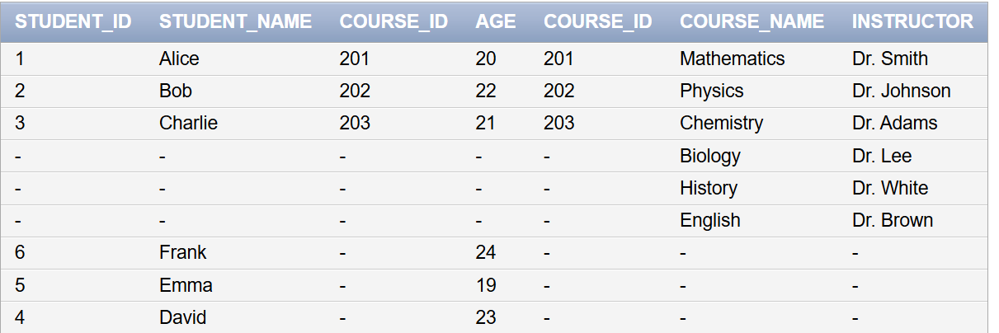 STUDENT_ID STUDENT_NAME COURSE_ID AGE COURSE_ID COURSE_NAME INSTRUCTOR
1 Alice 201 20 201 Mathematics Dr. Smith
2 Bob 202 22 202 Physics Dr. Johnson
3 Charlie 203 21 203 Chemistry Dr. Adams
- - - - - Biology Dr. Lee
- - - - - History Dr. White
- - - - - English Dr. Brown
6 Frank - 24 - - -
5 Emma - 19 - - -
4 David - 23 - - -